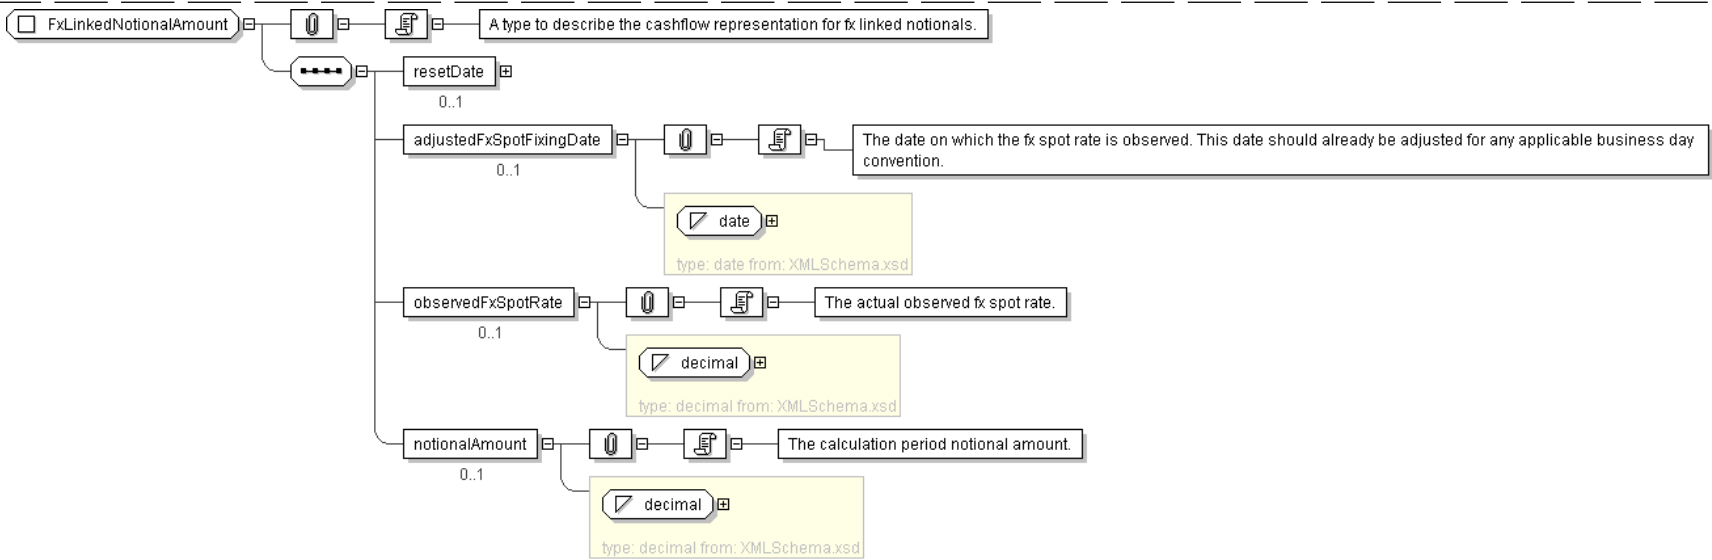 FxLinkedNotionalAmount
A type to describe the cashflow representation for fx linked notionals.
resetDate
0..1
adjustedFxSpotFixingDate
0..1
The date on which the fx spot rate is observed. This date should already be adjusted for any applicable business day
convention.
date
type: date from: XMLSchema.xsd
observedFxSpotRate
0..1
The actual observed fx spot rate.
decimal
type: decimal from: XMLSchema.xsd
notionalAmount
0..1
The calculation period notional amount.
decimal
type: decimal from: XMLSchema.xsd